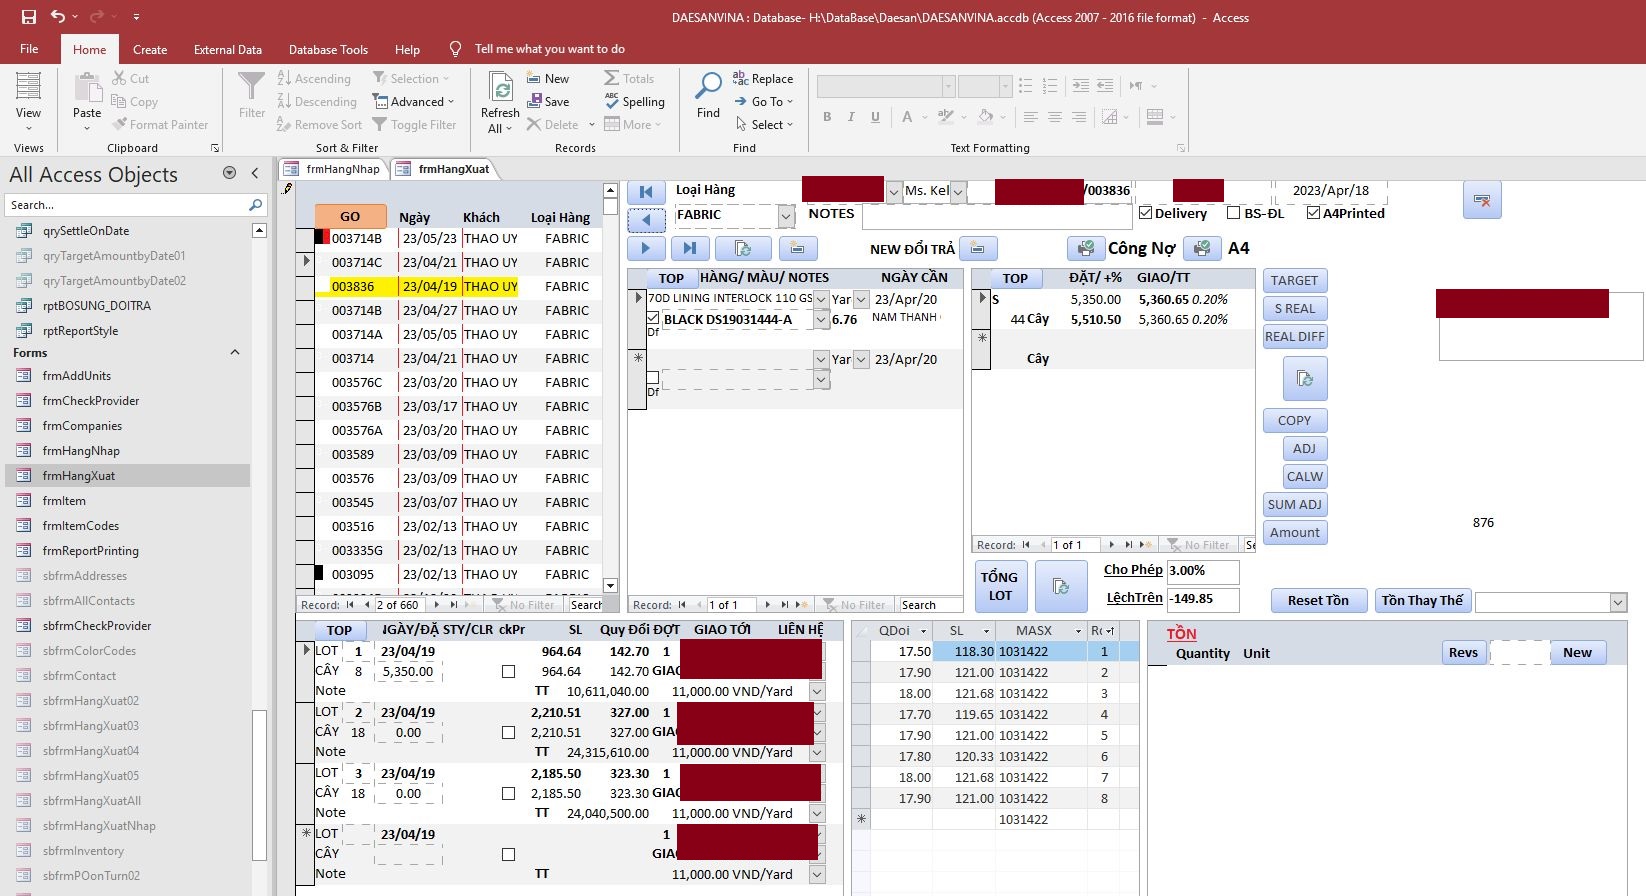 DAESANVINA : Database- H:\DataBase\Daesan\DAESANVINA.accdb (Access 2007 - 2016 file format) - Access
File Home Create External Data Database Tools Help Tell me what you want to do
View
Views
Paste
Cut
Copy
Format Painter
Clipboard
Filter
Ascending
Descending
Remove Sort
Selection
Advanced
Toggle Filter
Sort & Filter
Refresh
All
New
Save
Delete
Totals
Spelling
More
Records
Find
Replace
Go To
Select
Find
B I U A
Text Formatting
All Access Objects
Search...
qrySettleOnDate
qryTargetAmountbyDate01
qryTargetAmountbyDate02
rptBOSUNG_DOITRA
rptReportStyle
Forms
frmAddUnits
frmCheckProvider
frmCompanies
frmHangNhap
frmHangXuat
frmItem
frmItemCodes
frmReportPrinting
sbfrmAddresses
sbfrmAllContacts
sbfrmCheckProvider
sbfrmColorCodes
sbfrmContact
sbfrmHangXuat02
sbfrmHangXuat03
sbfrmHangXuat04
sbfrmHangXuat05
sbfrmHangXuatAll
sbfrmHangXuatNhap
sbfrmInventory
sbfrmPOonTurn02
frmHangNhap frmHangXuat
GO Ngày Khách Loại Hàng
003714B 23/05/23 THAO UY FABRIC
003714C 23/04/21 THAO UY FABRIC
003836 23/04/19 THAO UY FABRIC
003714B 23/04/27 THAO UY FABRIC
003714A 23/05/05 THAO UY FABRIC
003714 23/04/21 THAO UY FABRIC
003576C 23/03/20 THAO UY FABRIC
003576B 23/03/17 THAO UY FABRIC
003576A 23/03/20 THAO UY FABRIC
003589 23/03/09 THAO UY FABRIC
003576 23/03/09 THAO UY FABRIC
003545 23/03/07 THAO UY FABRIC
003516 23/02/13 THAO UY FABRIC
003335G 23/02/13 THAO UY FABRIC
003095 23/02/13 THAO UY FABRIC
Record: 2 of 660 No Filter Search
Loại Hàng Ms. Kel /003836 2023/Apr/18
FABRIC NOTES Delivery BS-ĐL A4Printed
NEW ĐỔI TRẢ Công Nợ A4
TOP HÀNG/ MÀU/ NOTES NGÀY CẦN
70D LINING INTERLOCK 110 GS Yar 23/Apr/20
BLACK DS19031444-A 6.76 NAM THANH
Df
Yar 23/Apr/20
Df
Record: 1 of 1 No Filter Search
TOP ĐẶT/ +% GIAO/TT
S 5,350.00 5,360.65 0.20%
44 Cây 5,510.50 5,360.65 0.20%
Cây
Record: 1 of 1 No Filter Se
TARGET
S REAL
REAL DIFF
COPY
ADJ
CALW
SUM ADJ
Amount
876
TỔNG
LOT
Cho Phép 3.00%
LệchTrên -149.85
Reset Tồn Tồn Thay Thế
TOP NGÀY/ĐẶ STY/CLR ckPr SL Quy Đổi ĐỢT GIAO TỚI LIÊN HỆ
LOT 1 23/04/19 964.64 142.70 1
CÂY 8 5,350.00 964.64 142.70 GIAO
Note TT 10,611,040.00 11,000.00 VND/Yard
LOT 2 23/04/19 2,210.51 327.00 1
CÂY 18 0.00 2,210.51 327.00 GIA
Note TT 24,315,610.00 11,000.00 VND/Yard
LOT 3 23/04/19 2,185.50 323.30 1
CÂY 18 0.00 2,185.50 323.30 GIAO
Note TT 24,040,500.00 11,000.00 VND/Yard
LOT 23/04/19 1
CÂY GIA
Note TT
QDoi SL MASX Ro
17.50 118.30 1031422 1
17.90 121.00 1031422 2
18.00 121.68 1031422 3
17.70 119.65 1031422 4
17.90 121.00 1031422 5
17.80 120.33 1031422 6
18.00 121.68 1031422 7
17.90 121.00 1031422 8
1031422
TỒN
Quantity Unit Revs New